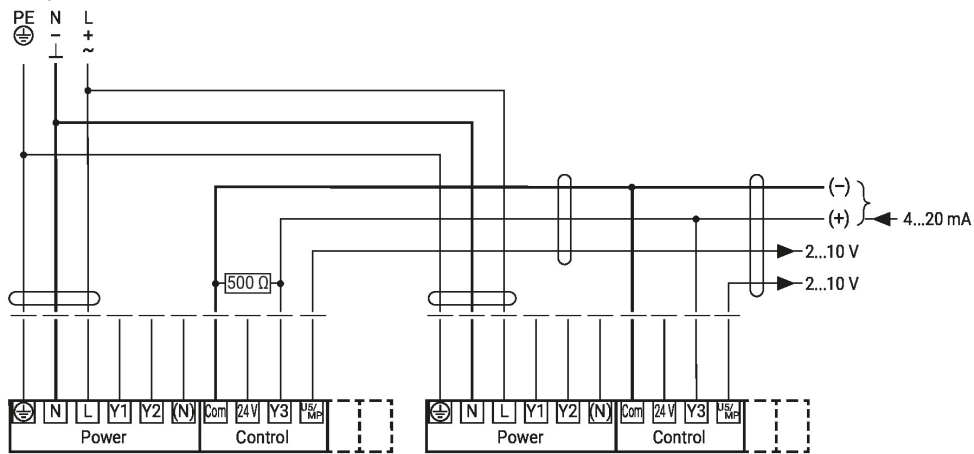 PE N L
– +
⊥ ~
(–)
(+) 4...20 mA
2...10 V
500 Ω 2...10 V
N L Y1 Y2 (N) Com 24 V Y3 U5/MP N L Y1 Y2 (N) Com 24 V Y3 U5/MP
Power Control Power Control